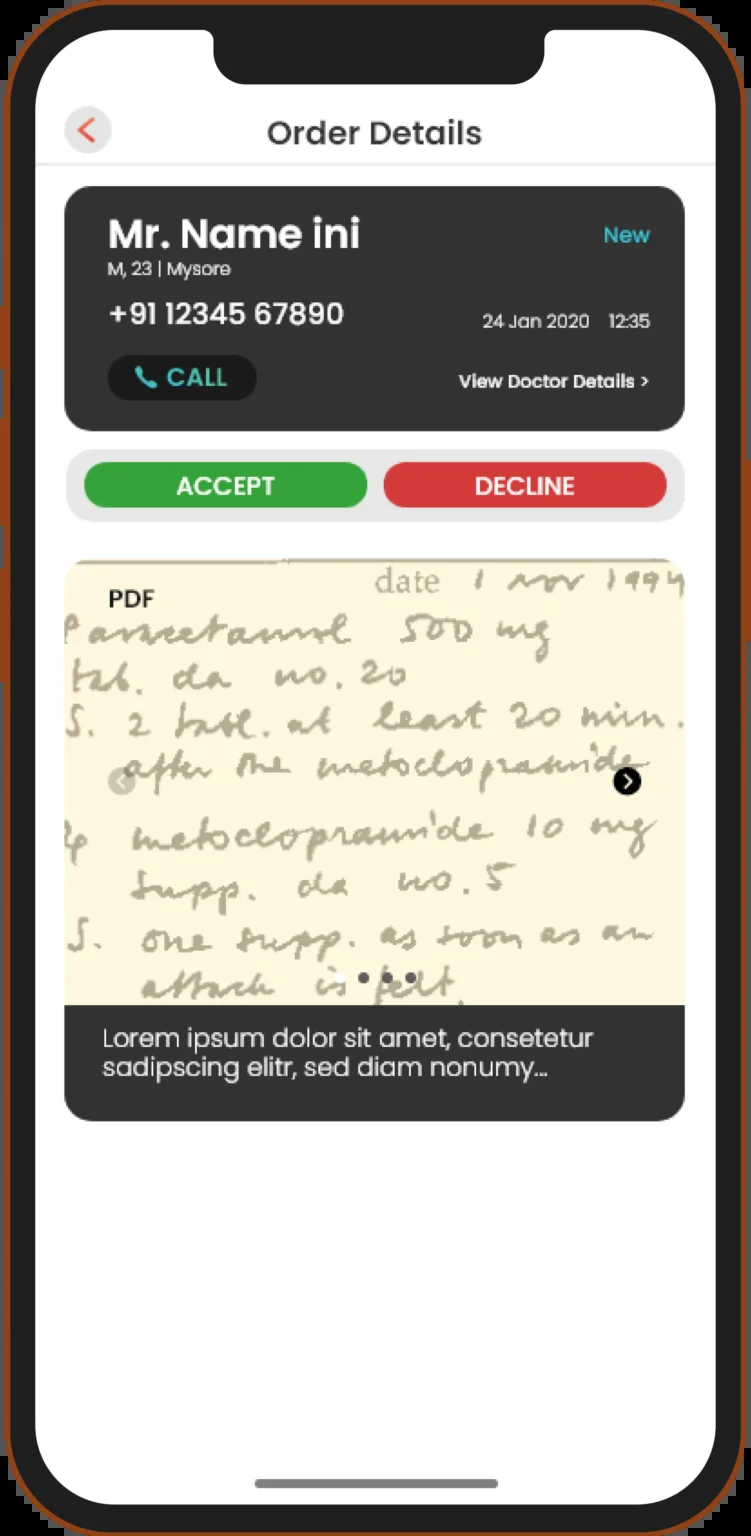 Order Details
Mr. Name ini
New
M, 23 | Mysore
+91 12345 67890
24 Jan 2020 12:35
CALL
View Doctor Details >
ACCEPT
DECLINE
date 1 nov 1994
PDF
Paracetamol 500 mg
tab. da no. 20
S. 2 tabl. at least 20 min.
after the metoclopramide
metoclopramide 10 mg
supp. da no. 5
S. one supp. as soon as an
attack is felt.
Lorem ipsum dolor sit amet, consetetur
sadipscing elitr, sed diam nonumy...